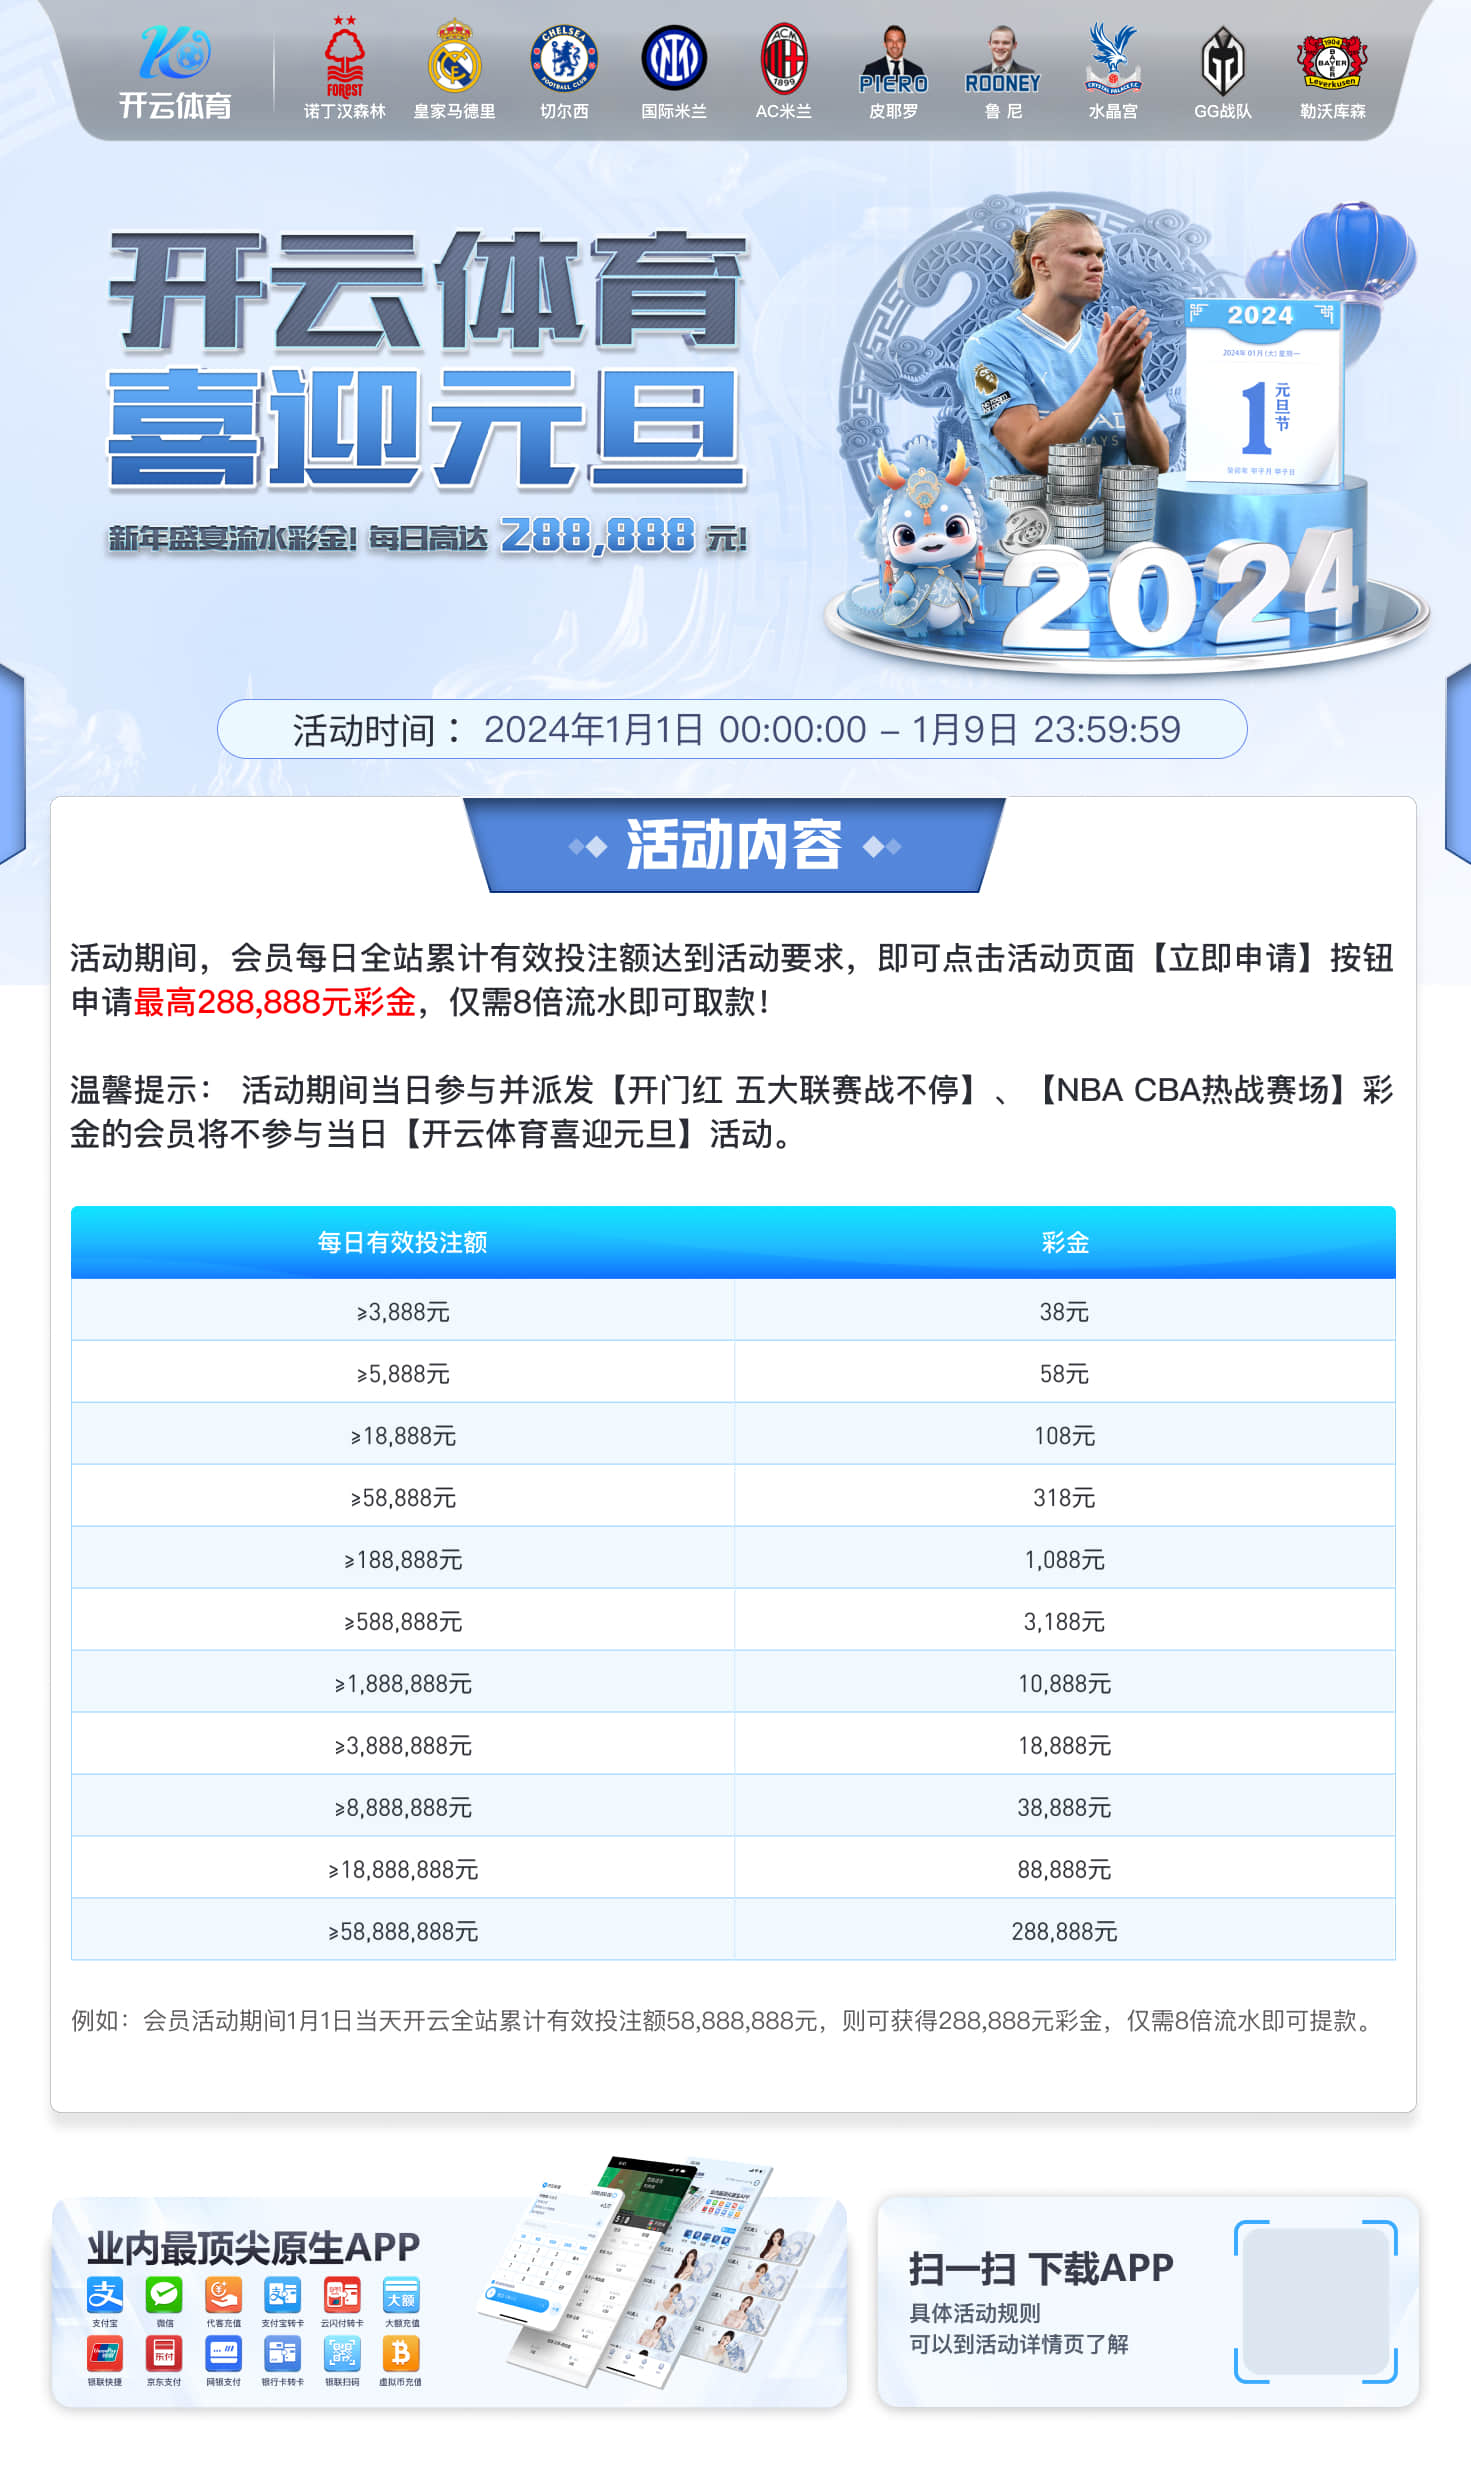 开云体育
FOREST
诺丁汉森林
皇家马德里
CHELSEA
FOOTBALL CLUB
切尔西
国际米兰
ACM
1899
AC米兰
PIERO
皮耶罗
ROONEY
鲁 尼
CRYSTAL PALACE F.C
水晶宫
GG战队
1904
BAYER
BAYER
Leverkusen
勒沃库森
开云体育
喜迎元旦
新年盛宴流水彩金! 每日高达 288,888 元!
2024
2024年 01月(大) 星期一
1
元旦节
癸卯年 甲子月 甲子日
2024
活动时间： 2024年1月1日 00:00:00 – 1月9日 23:59:59
活动内容
活动期间，会员每日全站累计有效投注额达到活动要求，即可点击活动页面【立即申请】按钮
申请最高288,888元彩金，仅需8倍流水即可取款！
温馨提示： 活动期间当日参与并派发【开门红 五大联赛战不停】、【NBA CBA热战赛场】彩
金的会员将不参与当日【开云体育喜迎元旦】活动。
每日有效投注额 彩金
≥3,888元 38元
≥5,888元 58元
≥18,888元 108元
≥58,888元 318元
≥188,888元 1,088元
≥588,888元 3,188元
≥1,888,888元 10,888元
≥3,888,888元 18,888元
≥8,888,888元 38,888元
≥18,888,888元 88,888元
≥58,888,888元 288,888元
例如：会员活动期间1月1日当天开云全站累计有效投注额58,888,888元，则可获得288,888元彩金，仅需8倍流水即可提款。
业内最顶尖原生APP
支付宝 微信 代客充值 支付宝转卡 云闪付转卡 大额充值
银联快捷 京东支付 网银支付 银行卡转卡 银联扫码 虚拟币充值
扫一扫 下载APP
具体活动规则
可以到活动详情页了解